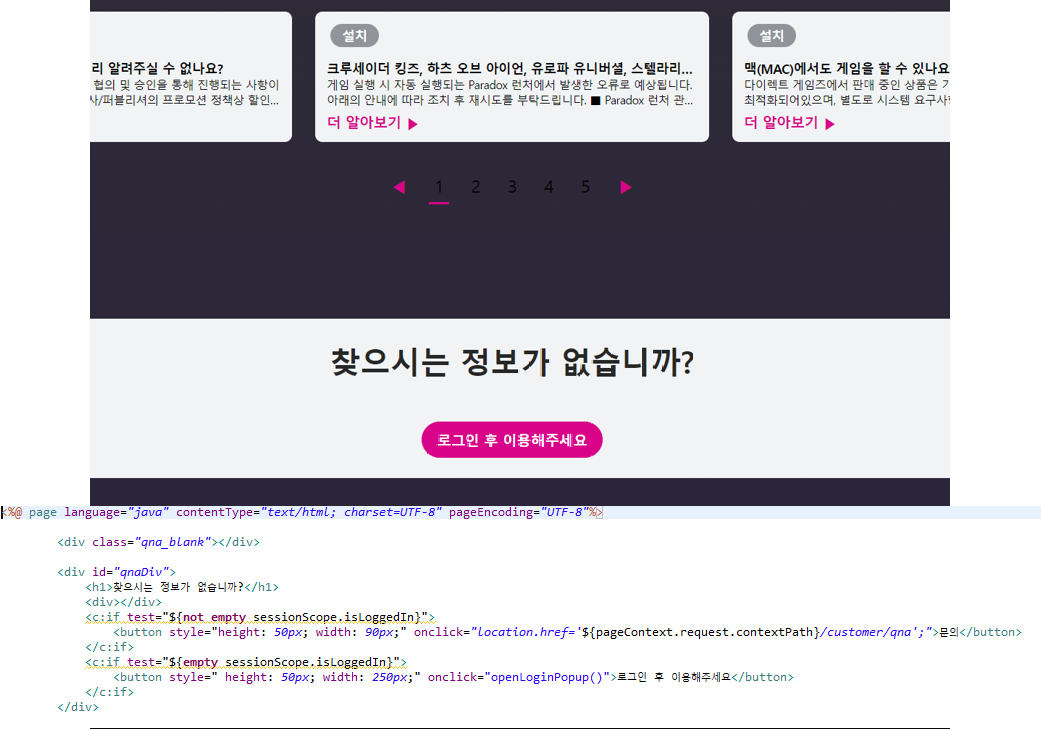 설치
설치
리 알려주실 수 없나요?
크루세이더 킹즈, 하츠 오브 아이언, 유로파 유니버셜, 스텔라리...
맥(MAC)에서도 게임을 할 수 있나요
협의 및 승인을 통해 진행되는 사항이
게임 실행 시 자동 실행되는 Paradox 런처에서 발생한 오류로 예상됩니다.
다이렉트 게임즈에서 판매 중인 상품은 기
사/퍼블리셔의 프로모션 정책상 할인...
아래의 안내에 따라 조치 후 재시도를 부탁드립니다. ■ Paradox 런처 관...
최적화되어있으며, 별도로 시스템 요구사
더 알아보기 ▶
더 알아보기 ▶
◀ 1 2 3 4 5 ▶
찾으시는 정보가 없습니까?
로그인 후 이용해주세요
<%@ page language="java" contentType="text/html; charset=UTF-8" pageEncoding="UTF-8"%>
<div class="qna_blank"></div>
<div id="qnaDiv">
<h1>찾으시는 정보가 없습니까?</h1>
<div></div>
<c:if test="${not empty sessionScope.isLoggedIn}">
<button style="height: 50px; width: 90px;" onclick="location.href='${pageContext.request.contextPath}/customer/qna';">문의</button>
</c:if>
<c:if test="${empty sessionScope.isLoggedIn}">
<button style=" height: 50px; width: 250px;" onclick="openLoginPopup()">로그인 후 이용해주세요</button>
</c:if>
</div>